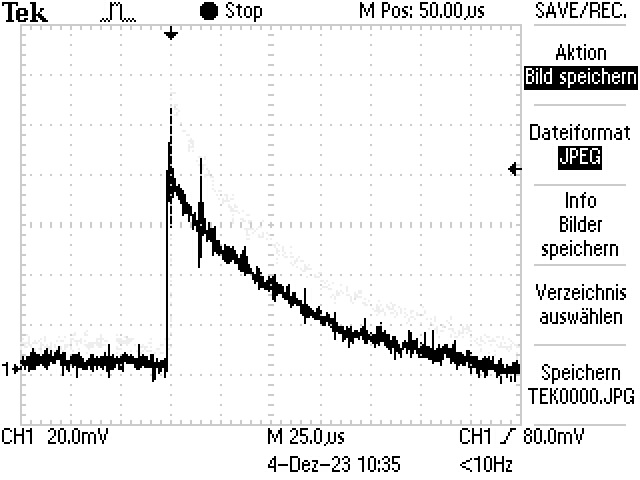 Tek Stop M Pos: 50.00µs SAVE/REC.
Aktion
Bild speichern
Dateiformat
JPEG
Info
Bilder
speichern
Verzeichnis
auswählen
Speichern
TEK0000.JPG
1
CH1 20.0mV M 25.0µs CH1 80.0mV
4-Dez-23 10:35 <10Hz